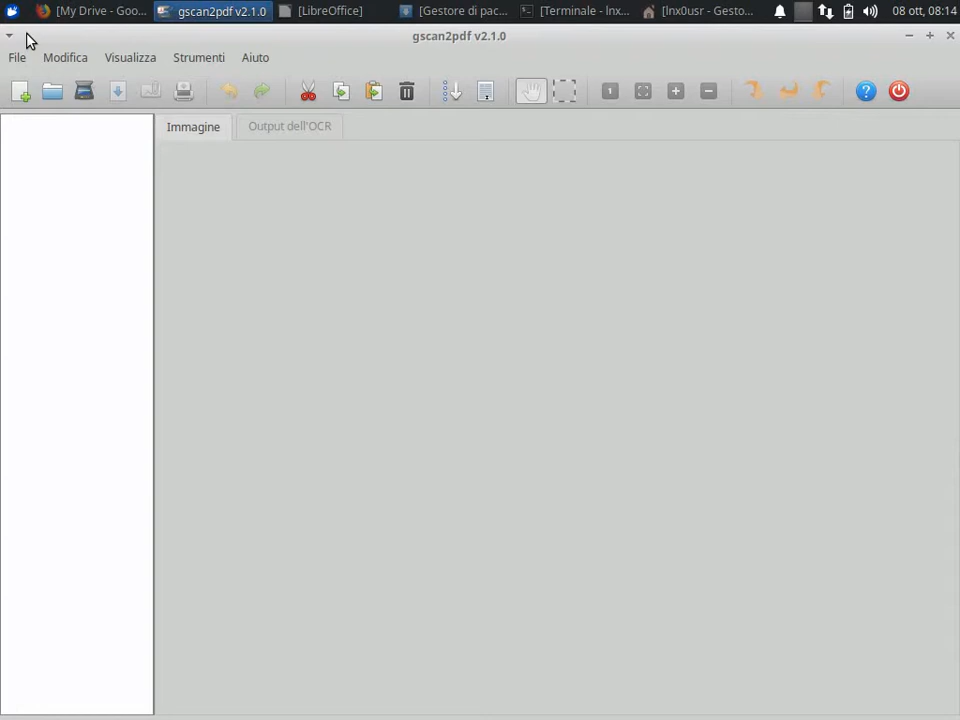 [My Drive - Goo... gscan2pdf v2.1.0 [LibreOffice] [Gestore di pac... [Terminale - lnx... [lnx0usr - Gesto... 08 ott, 08:14
gscan2pdf v2.1.0
File Modifica Visualizza Strumenti Aiuto
1
Immagine Output dell'OCR